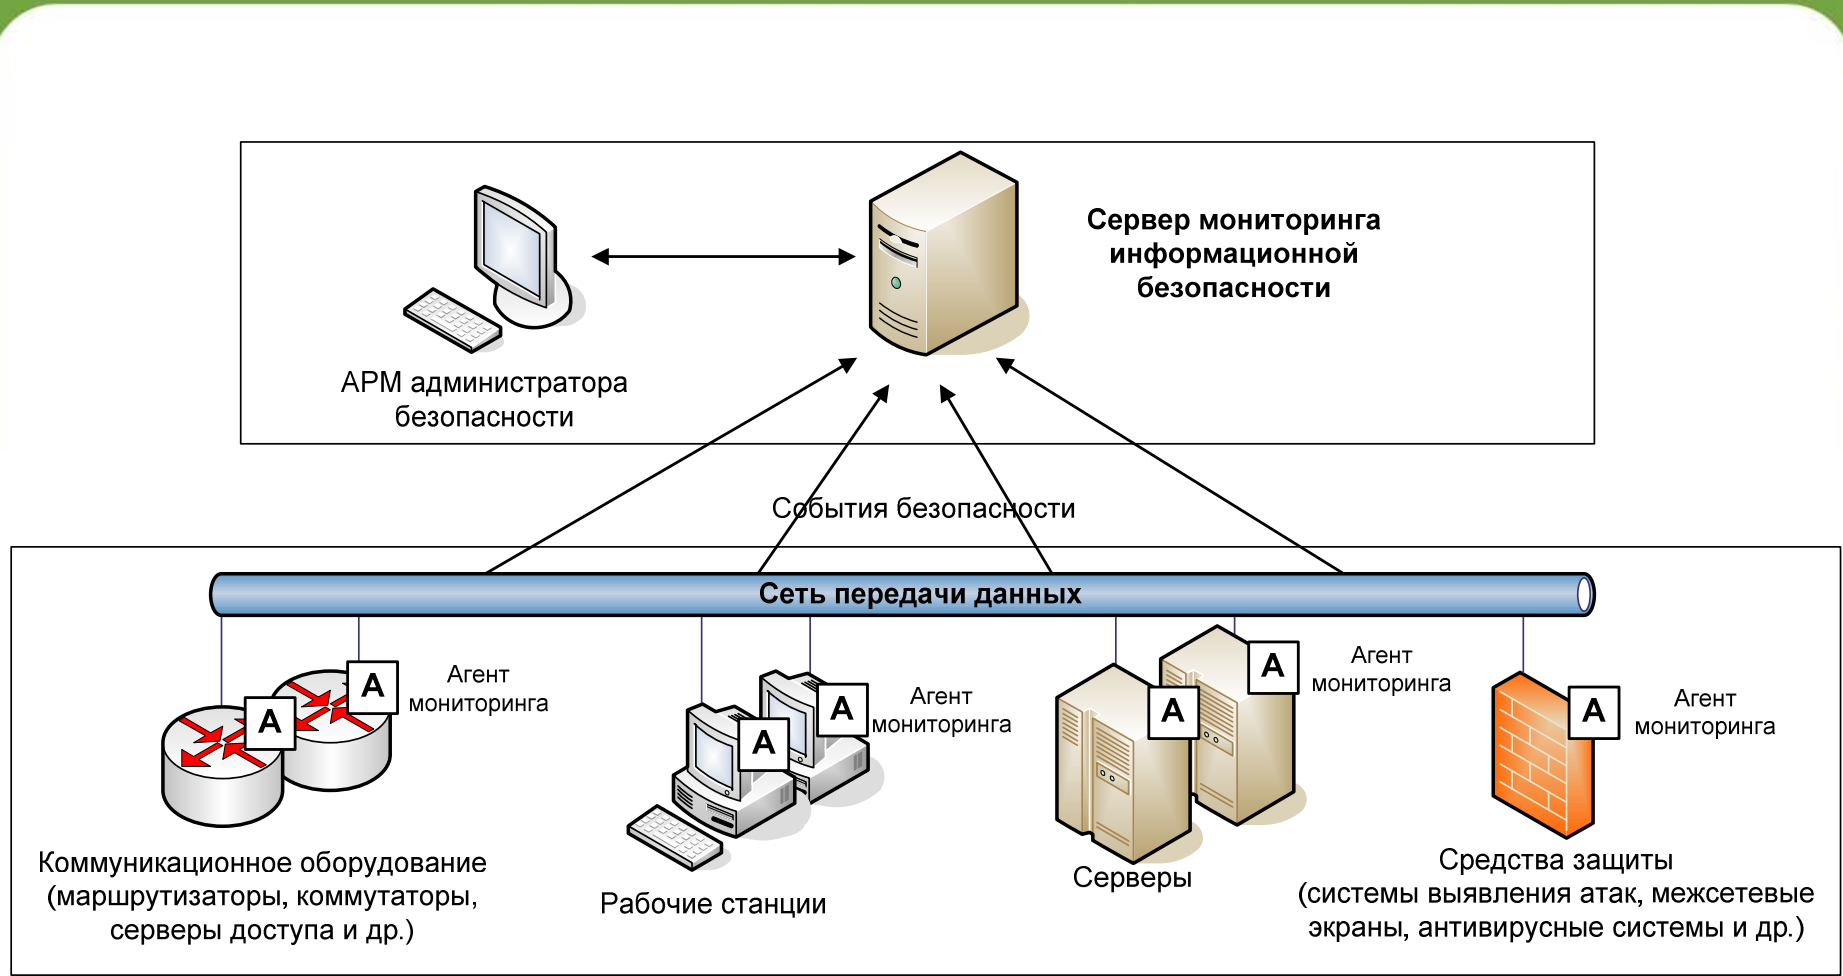 Сервер мониторинга
информационной
безопасности
АРМ администратора
безопасности
События безопасности
Сеть передачи данных
А
А
Агент
мониторинга
А
А
Агент
мониторинга
А
А
Агент
мониторинга
А
Агент
мониторинга
Коммуникационное оборудование
(маршрутизаторы, коммутаторы,
серверы доступа и др.)
Рабочие станции
Серверы
Средства защиты
(системы выявления атак, межсетевые
экраны, антивирусные системы и др.)